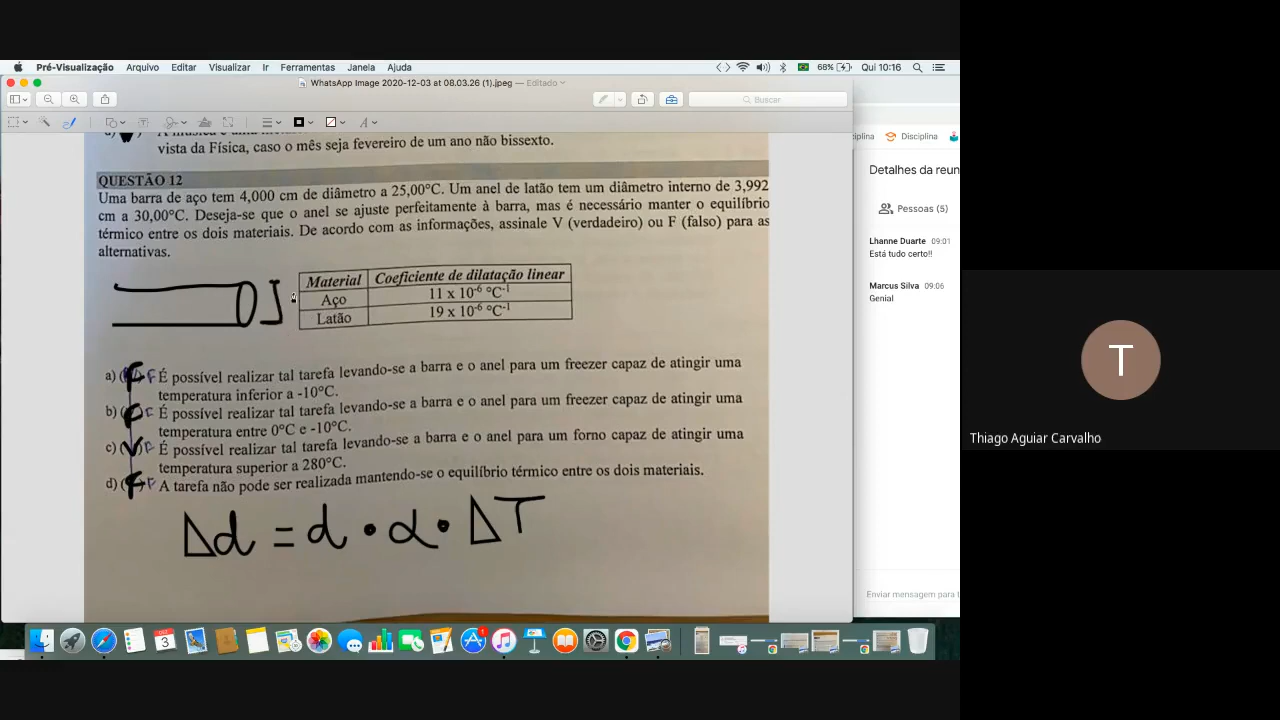 Pré-Visualização Arquivo Editar Visualizar Ir Ferramentas Janela Ajuda 68% Qui 10:16
WhatsApp Image 2020-12-03 at 08.03.26 (1).jpeg — Editado
Buscar
vista da Física, caso o mês seja fevereiro de um ano não bissexto.
QUESTÃO 12
Uma barra de aço tem 4,000 cm de diâmetro a 25,00°C. Um anel de latão tem um diâmetro interno de 3,992
cm a 30,00°C. Deseja-se que o anel se ajuste perfeitamente à barra, mas é necessário manter o equilíbrio
térmico entre os dois materiais. De acordo com as informações, assinale V (verdadeiro) ou F (falso) para as
alternativas.
Material Coeficiente de dilatação linear
Aço 11 x 10⁻⁶ °C⁻¹
Latão 19 x 10⁻⁶ °C⁻¹
a) (F) F É possível realizar tal tarefa levando-se a barra e o anel para um freezer capaz de atingir uma
temperatura inferior a -10°C.
b) (F) F É possível realizar tal tarefa levando-se a barra e o anel para um freezer capaz de atingir uma
temperatura entre 0°C e -10°C.
c) (V) F É possível realizar tal tarefa levando-se a barra e o anel para um forno capaz de atingir uma
temperatura superior a 280°C.
d) (F) F A tarefa não pode ser realizada mantendo-se o equilíbrio térmico entre os dois materiais.
Δd = d • α • ΔT
Disciplina
Detalhes da reun
Pessoas (5)
Lhanne Duarte 09:01
Está tudo certo!!
Marcus Silva 09:06
Genial
Enviar mensagem para t
T
Thiago Aguiar Carvalho